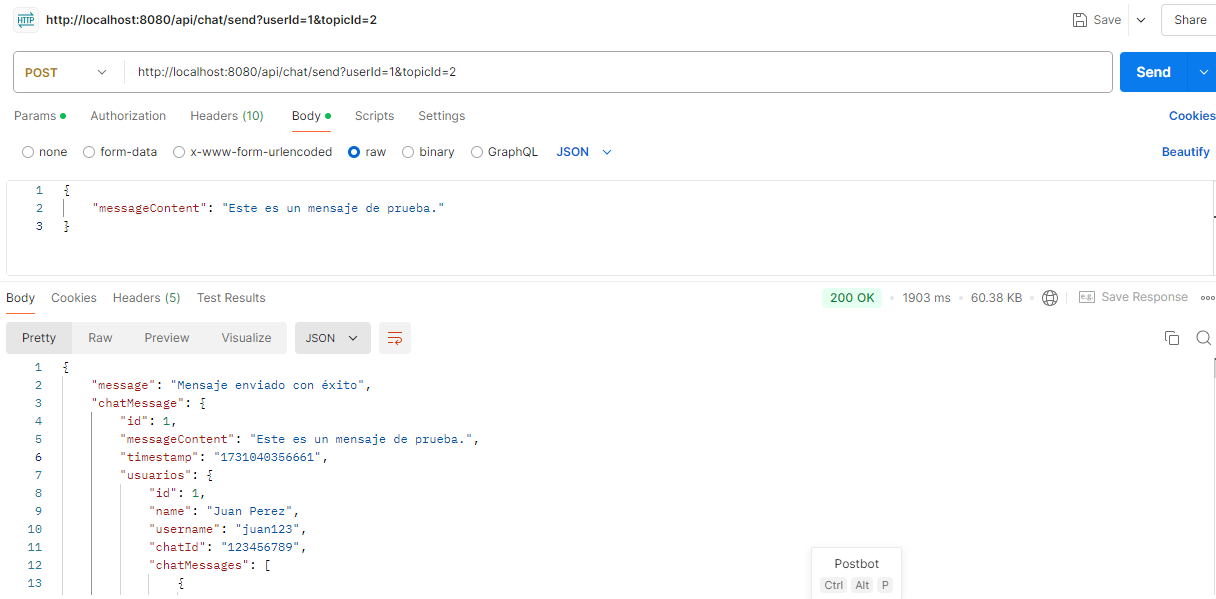 HTTP http://localhost:8080/api/chat/send?userId=1&topicId=2 Save Share
POST http://localhost:8080/api/chat/send?userId=1&topicId=2 Send
Params Authorization Headers (10) Body Scripts Settings Cookies
none form-data x-www-form-urlencoded raw binary GraphQL JSON Beautify
1 {
2 "messageContent": "Este es un mensaje de prueba."
3 }
Body Cookies Headers (5) Test Results 200 OK 1903 ms 60.38 KB e.g. Save Response
Pretty Raw Preview Visualize JSON
1 {
2 "message": "Mensaje enviado con éxito",
3 "chatMessage": {
4 "id": 1,
5 "messageContent": "Este es un mensaje de prueba.",
6 "timestamp": "1731040356661",
7 "usuarios": {
8 "id": 1,
9 "name": "Juan Perez",
10 "username": "juan123",
11 "chatId": "123456789",
12 "chatMessages": [
13 {
Postbot
Ctrl Alt P